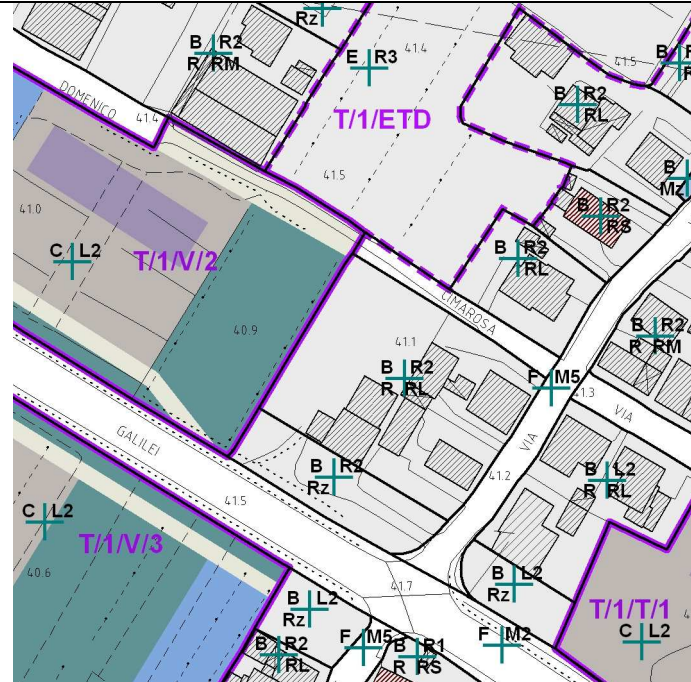 Rz
B R2
R RM
E R3
41.4
41.5
B
R
DOMENICO
41.4
T/1/ETD
B R2
RL
B
Mz
41.5
41.0
B R2
RS
C L2
T/1/V/2
B R2
RL
CIMAROSA
40.9
41.1
B R2
R RM
B R2
R RL
F M5
41.3
VIA
VIA
GALILEI
B R2
Rz
41.2
B L2
R RL
41.5
C L2
T/1/V/3
40.6
41.7
B L2
Rz
B L2
Rz
T/1/T/1
F M5
F M2
C L2
B R2
RL
B R1
R RS